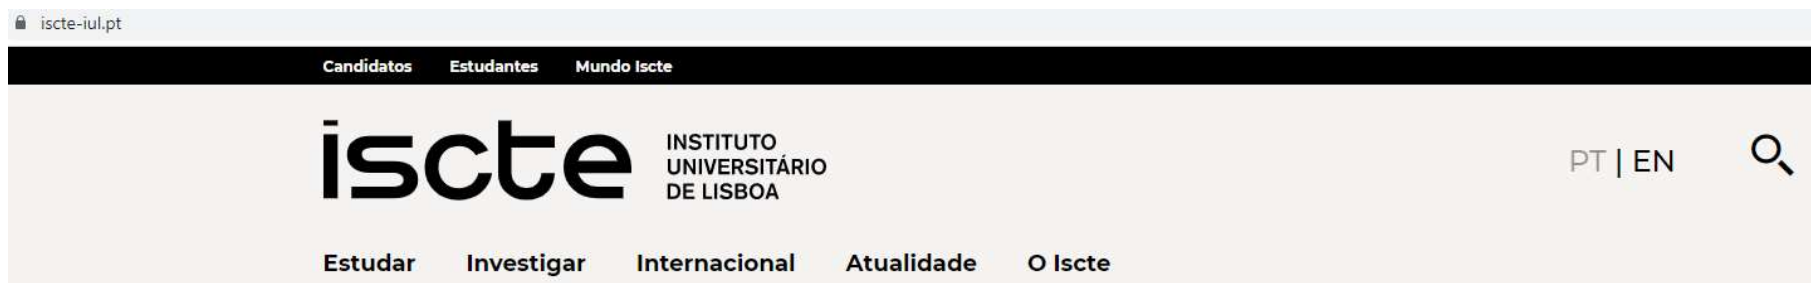 iscte-iul.pt
Candidatos Estudantes Mundo Iscte
iscte INSTITUTO
UNIVERSITÁRIO
DE LISBOA
PT | EN
Estudar Investigar Internacional Atualidade O Iscte